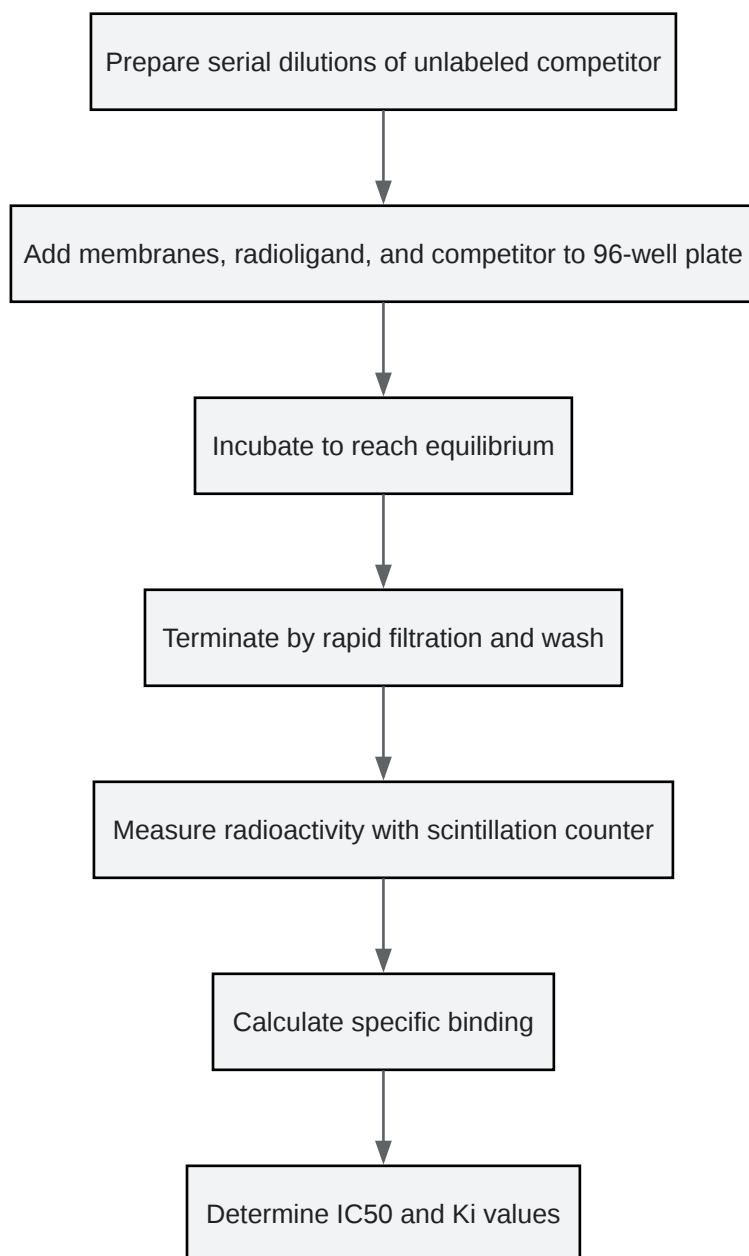 Prepare serial dilutions of unlabeled competitor
Add membranes, radioligand, and competitor to 96-well plate
Incubate to reach equilibrium
Terminate by rapid filtration and wash
Measure radioactivity with scintillation counter
Calculate specific binding
Determine IC50 and Ki values